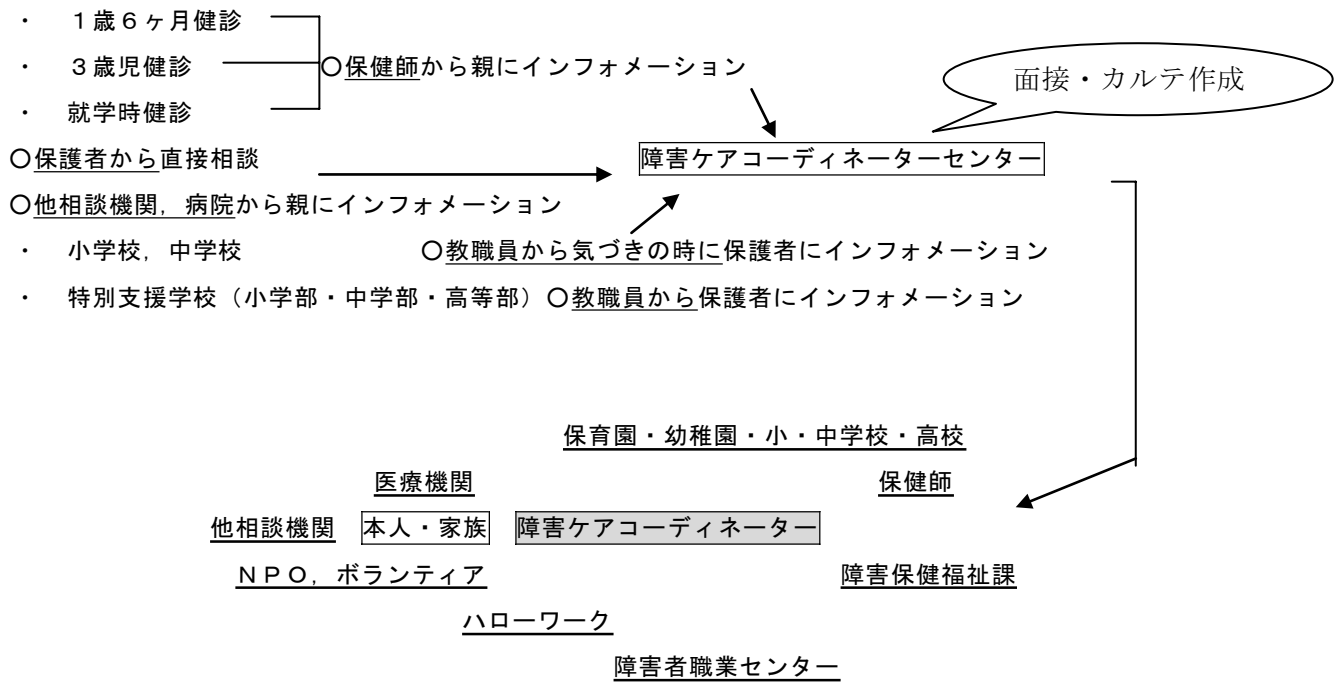 ・　１歳６ヶ月健診
・　３歳児健診　○保健師から親にインフォメーション
面接・カルテ作成
・　就学時健診
○保護者から直接相談　障害ケアコーディネーターセンター
○他相談機関，病院から親にインフォメーション
・　小学校，中学校　○教職員から気づきの時に保護者にインフォメーション
・　特別支援学校（小学部・中学部・高等部）○教職員から保護者にインフォメーション
保育園・幼稚園・小・中学校・高校
医療機関　保健師
他相談機関　本人・家族　障害ケアコーディネーター
ＮＰＯ，ボランティア　障害保健福祉課
ハローワーク
障害者職業センター